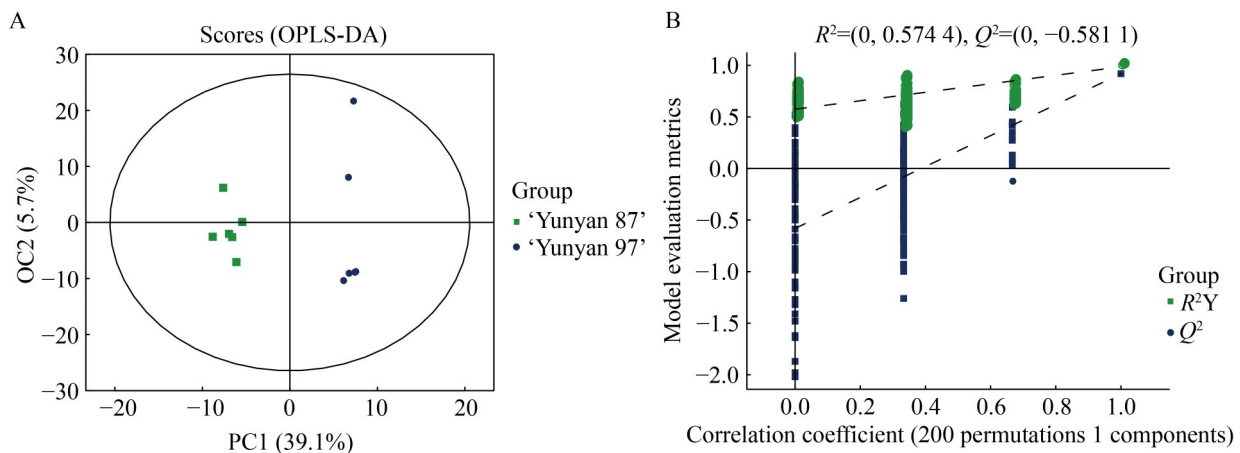 A
Scores (OPLS-DA)
30
20
10
0
−10
−20
−30
OC2 (5.7%)
−20
−10
0
10
20
PC1 (39.1%)
Group
‘Yunyan 87’
‘Yunyan 97’
B
R²=(0, 0.574 4), Q²=(0, −0.581 1)
1.0
0.5
0.0
−0.5
−1.0
−1.5
−2.0
Model evaluation metrics
0.0
0.2
0.4
0.6
0.8
1.0
Correlation coefficient (200 permutations 1 components)
Group
R²Y
Q²